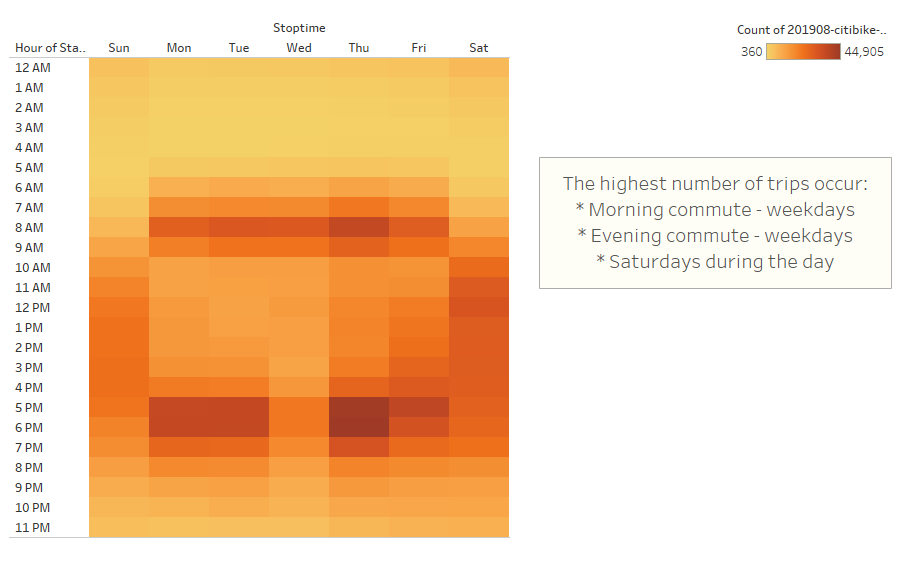 Stoptime
Hour of Sta.. Sun Mon Tue Wed Thu Fri Sat
12 AM
1 AM
2 AM
3 AM
4 AM
5 AM
6 AM
7 AM
8 AM
9 AM
10 AM
11 AM
12 PM
1 PM
2 PM
3 PM
4 PM
5 PM
6 PM
7 PM
8 PM
9 PM
10 PM
11 PM
Count of 201908-citibike-..
360 44,905
The highest number of trips occur:
* Morning commute - weekdays
* Evening commute - weekdays
* Saturdays during the day